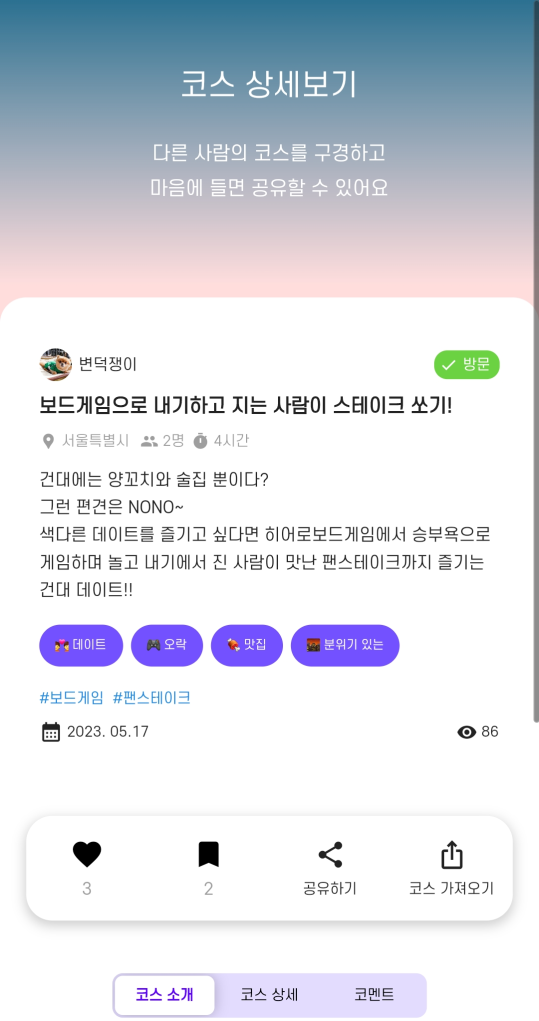 코스 상세보기
다른 사람의 코스를 구경하고
마음에 들면 공유할 수 있어요
변덕쟁이
방문
보드게임으로 내기하고 지는 사람이 스테이크 쏘기!
서울특별시 2명 4시간
건대에는 양꼬치와 술집 뿐이다?
그런 편견은 NONO~
색다른 데이트를 즐기고 싶다면 히어로보드게임에서 승부욕으로
게임하며 놀고 내기에서 진 사람이 맛난 팬스테이크까지 즐기는
건대 데이트!!
데이트 오락 맛집 분위기 있는
#보드게임 #팬스테이크
2023. 05.17 86
3 2 공유하기 코스 가져오기
코스 소개 코스 상세 코멘트